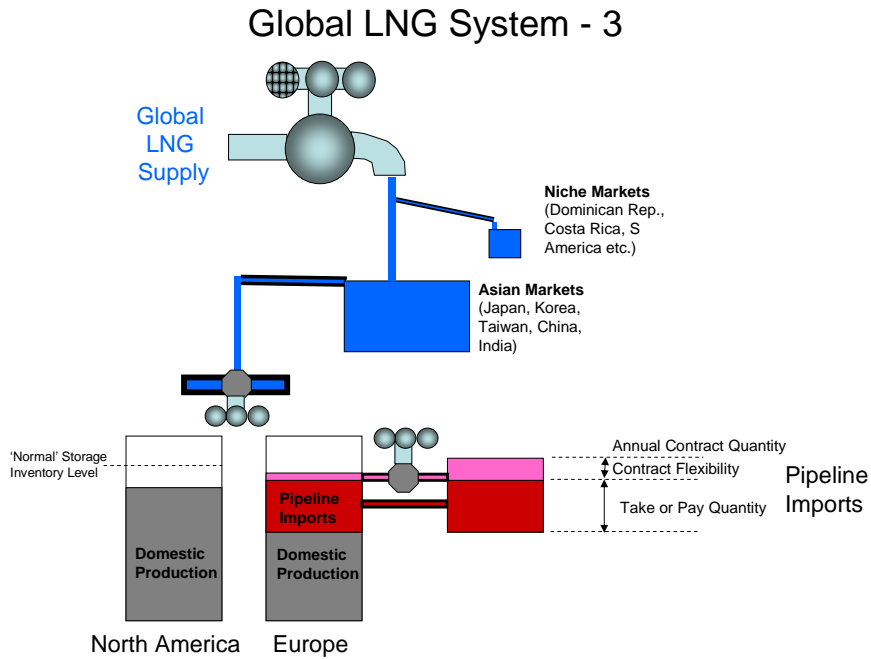 Global LNG System - 3
Global
LNG
Supply
Niche Markets
(Dominican Rep.,
Costa Rica, S
America etc.)
Asian Markets
(Japan, Korea,
Taiwan, China,
India)
‘Normal’ Storage
Inventory Level
Annual Contract Quantity
Contract Flexibility
Take or Pay Quantity
Pipeline
Imports
Pipeline
Imports
Domestic
Production
Domestic
Production
North America
Europe